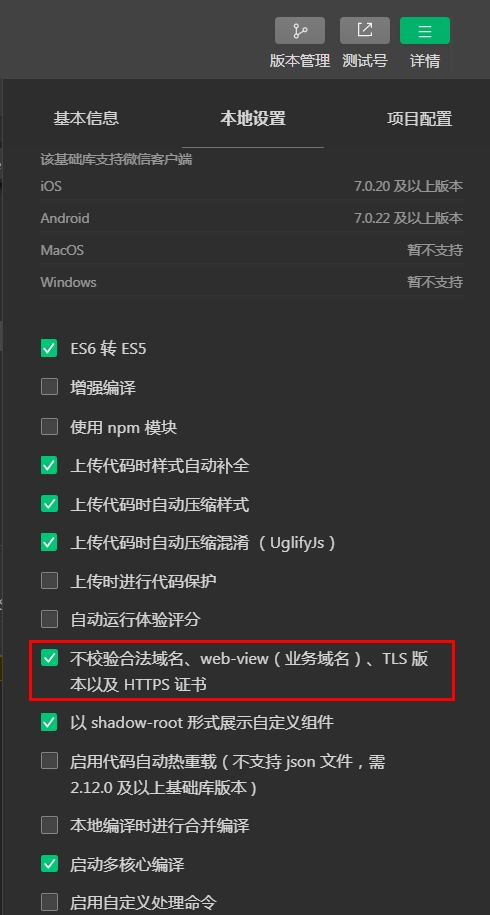 版本管理 测试号 详情
基本信息 本地设置 项目配置
该基础库支持微信客户端
iOS 7.0.20 及以上版本
Android 7.0.22 及以上版本
MacOS 暂不支持
Windows 暂不支持
ES6 转 ES5
增强编译
使用 npm 模块
上传代码时样式自动补全
上传代码时自动压缩样式
上传代码时自动压缩混淆 （UglifyJs）
上传时进行代码保护
自动运行体验评分
不校验合法域名、web-view（业务域名）、TLS 版
本以及 HTTPS 证书
以 shadow-root 形式展示自定义组件
启用代码自动热重载（不支持 json 文件，需
2.12.0 及以上基础库版本）
本地编译时进行合并编译
启动多核心编译
启用自定义处理命令